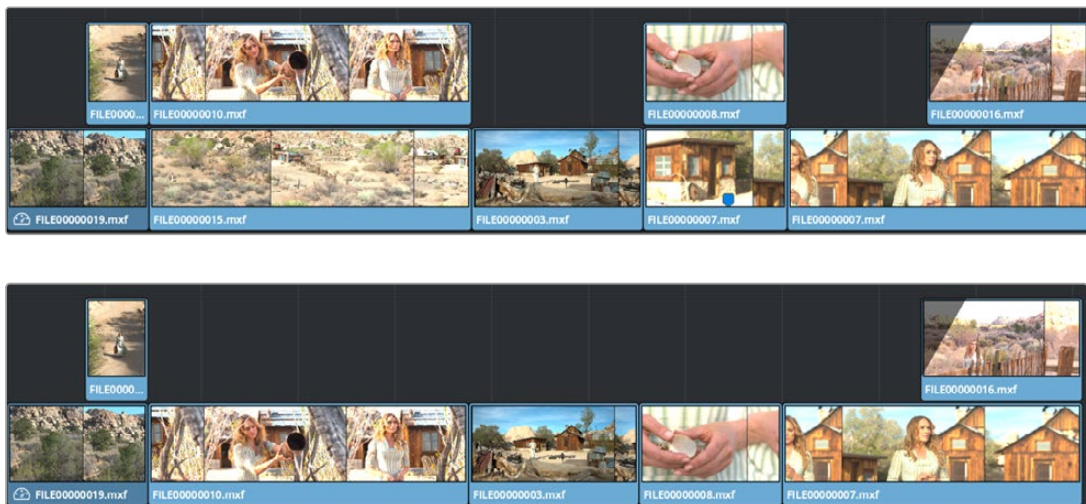 FILE0000...
FILE00000010.mxf
FILE00000008.mxf
FILE00000016.mxf
FILE00000019.mxf
FILE00000015.mxf
FILE00000003.mxf
FILE00000007.mxf
FILE00000007.mxf
FILE0000...
FILE00000016.mxf
FILE00000019.mxf
FILE00000010.mxf
FILE00000003.mxf
FILE00000008.mxf
FILE00000007.mxf